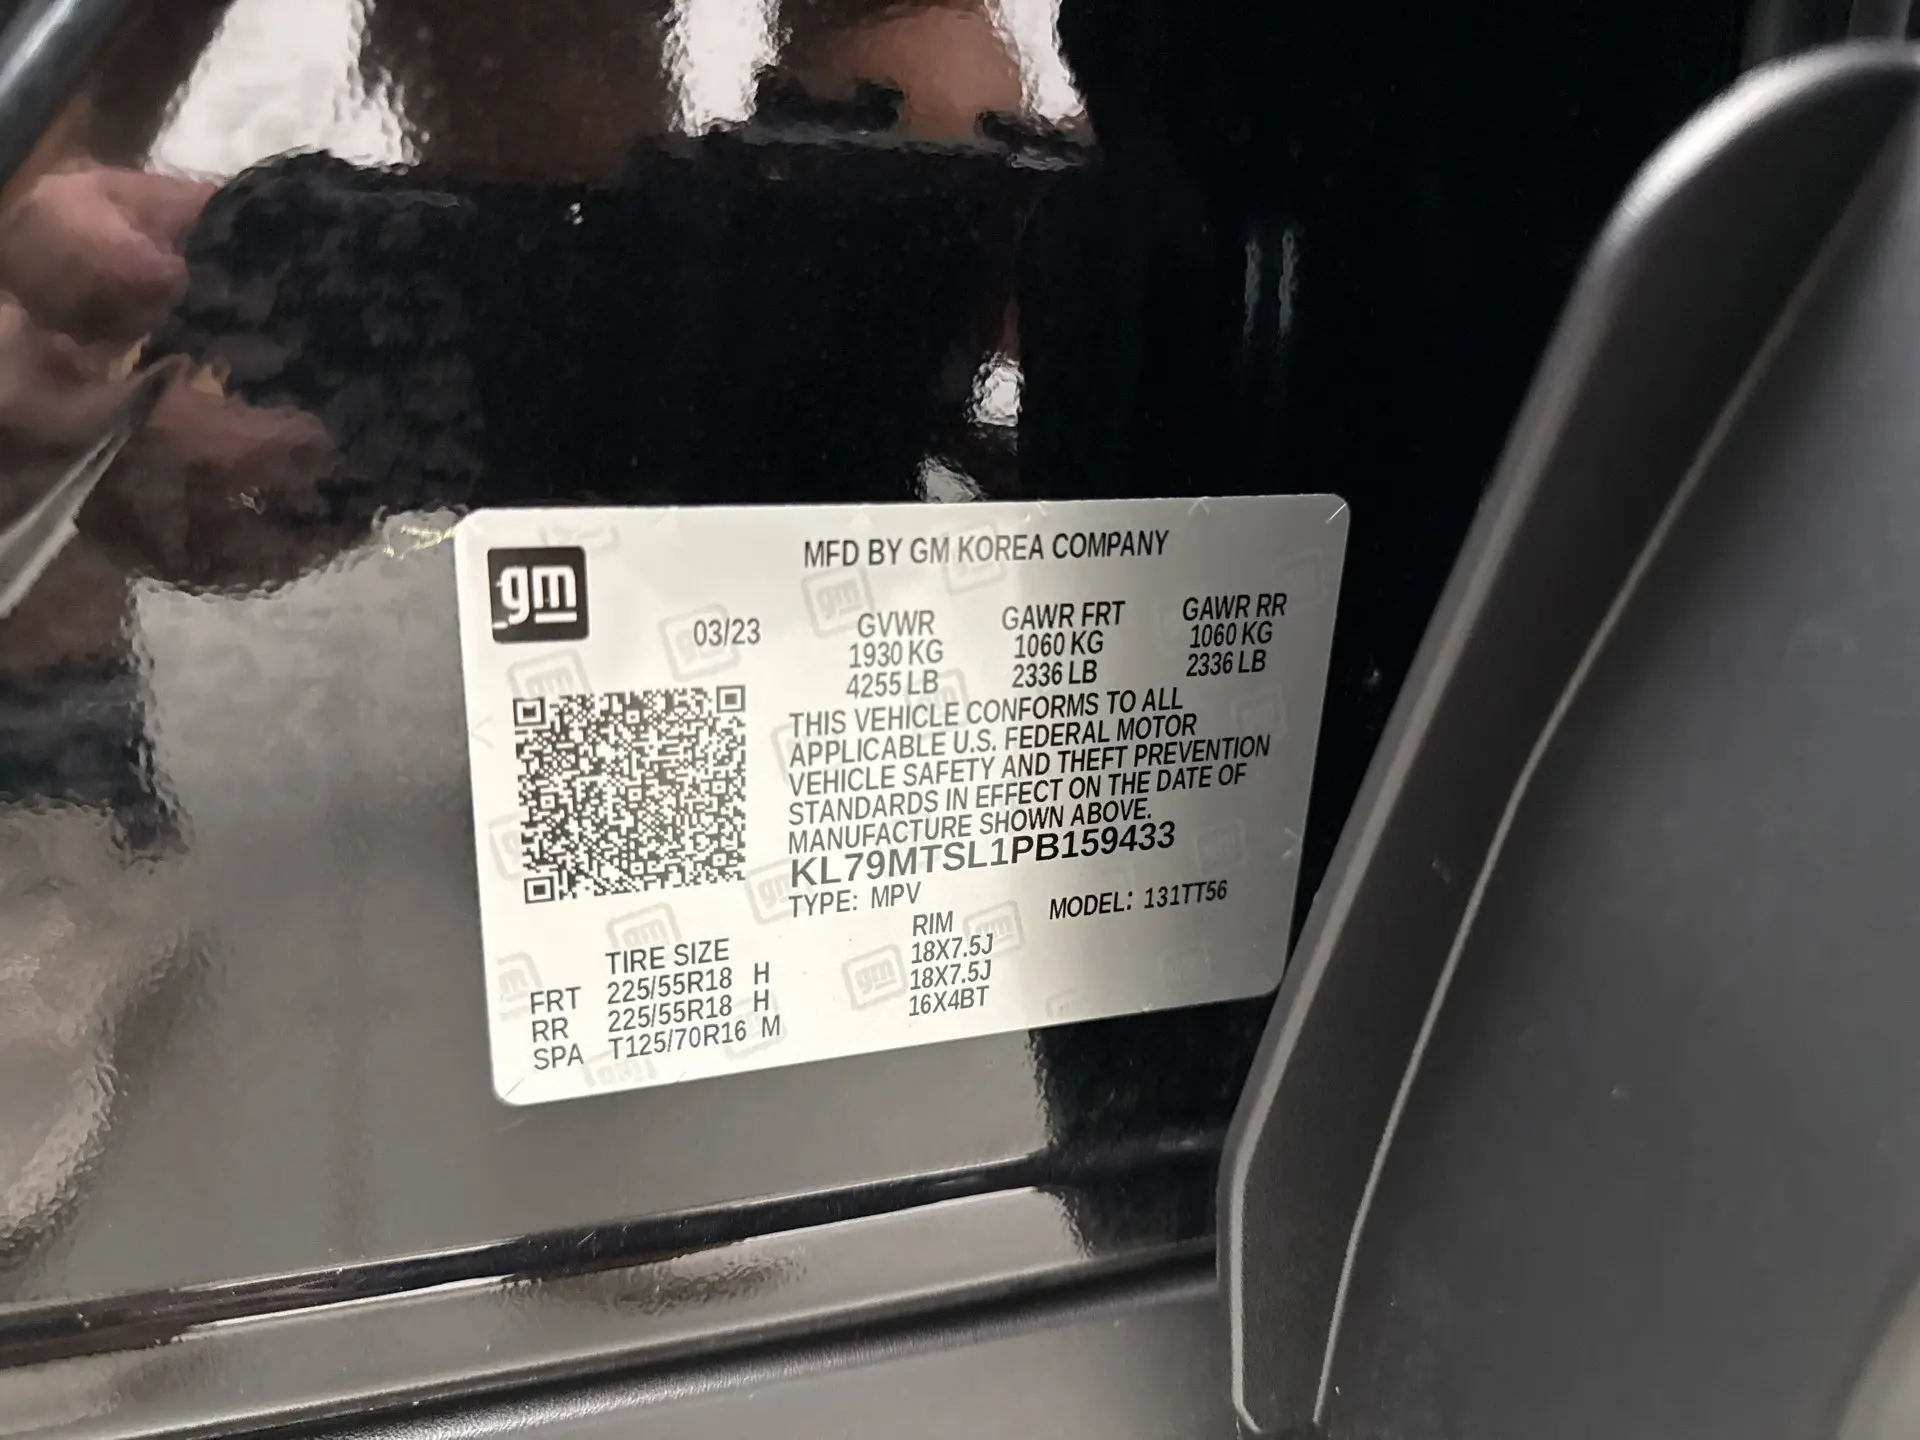 gm
MFD BY GM KOREA COMPANY
03/23
GVWR GAWR FRT GAWR RR
1930 KG 1060 KG 1060 KG
4255 LB 2336 LB 2336 LB
THIS VEHICLE CONFORMS TO ALL
APPLICABLE U.S. FEDERAL MOTOR
VEHICLE SAFETY AND THEFT PREVENTION
STANDARDS IN EFFECT ON THE DATE OF
MANUFACTURE SHOWN ABOVE.
KL79MTSL1PB159433
TYPE: MPV MODEL: 131TT56
TIRE SIZE RIM
FRT 225/55R18 H 18X7.5J
RR 225/55R18 H 18X7.5J
SPA T125/70R16 M 16X4BT